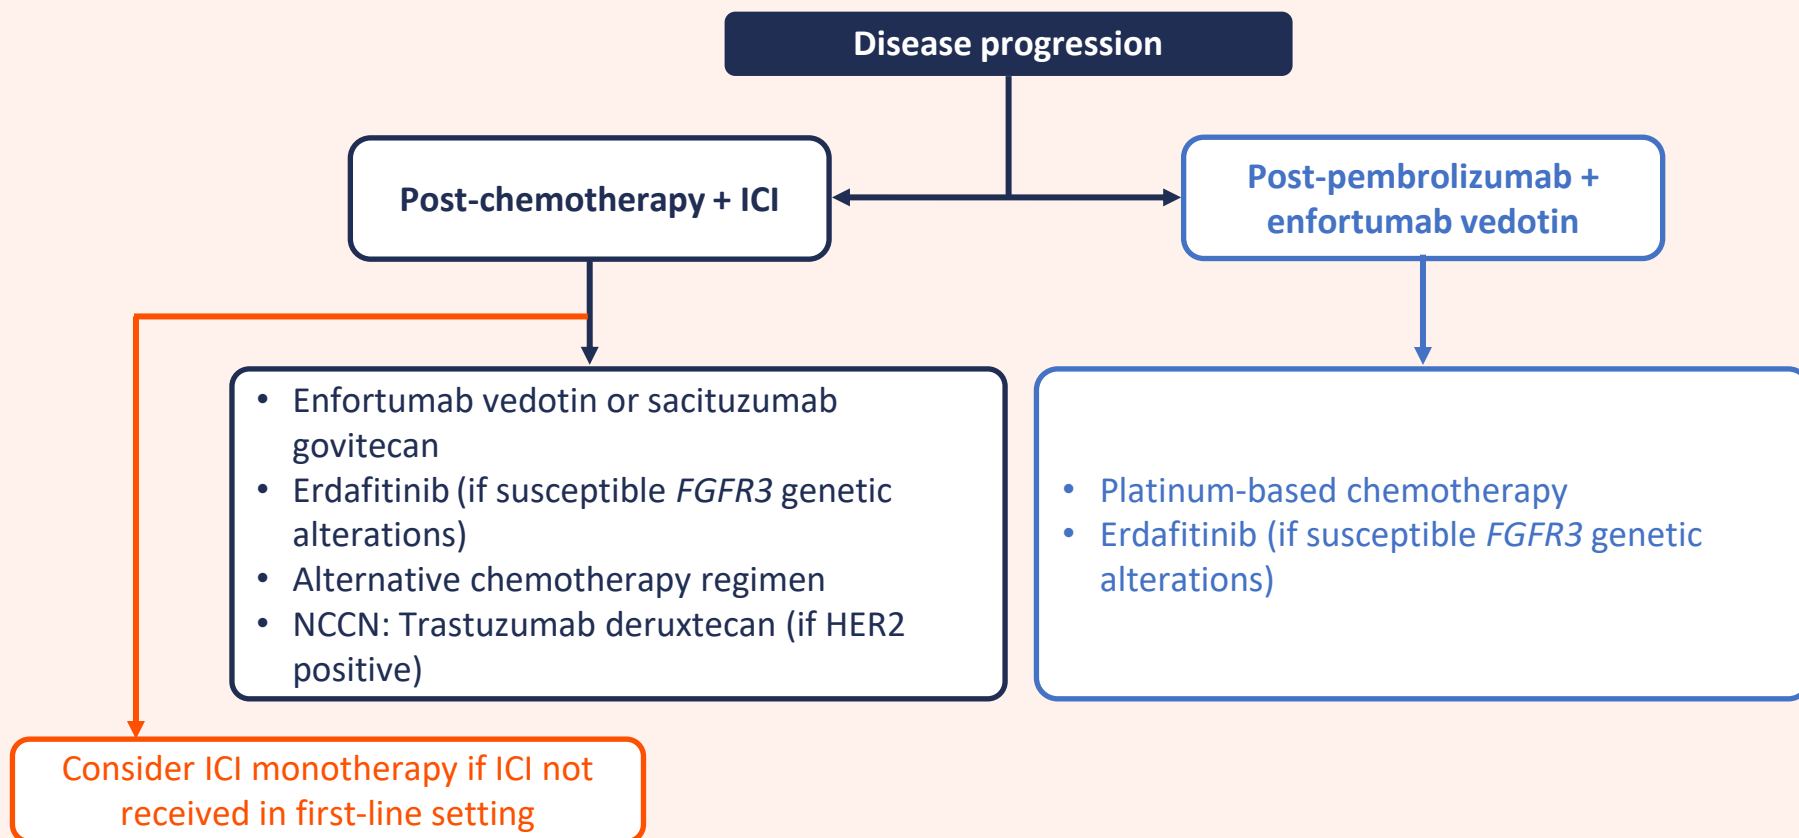 Disease progression
Post-chemotherapy + ICI
Post-pembrolizumab +
enfortumab vedotin
• Enfortumab vedotin or sacituzumab
govitecan
• Erdafitinib (if susceptible FGFR3 genetic
alterations)
• Alternative chemotherapy regimen
• NCCN: Trastuzumab deruxtecan (if HER2
positive)
• Platinum-based chemotherapy
• Erdafitinib (if susceptible FGFR3 genetic
alterations)
Consider ICI monotherapy if ICI not
received in first-line setting